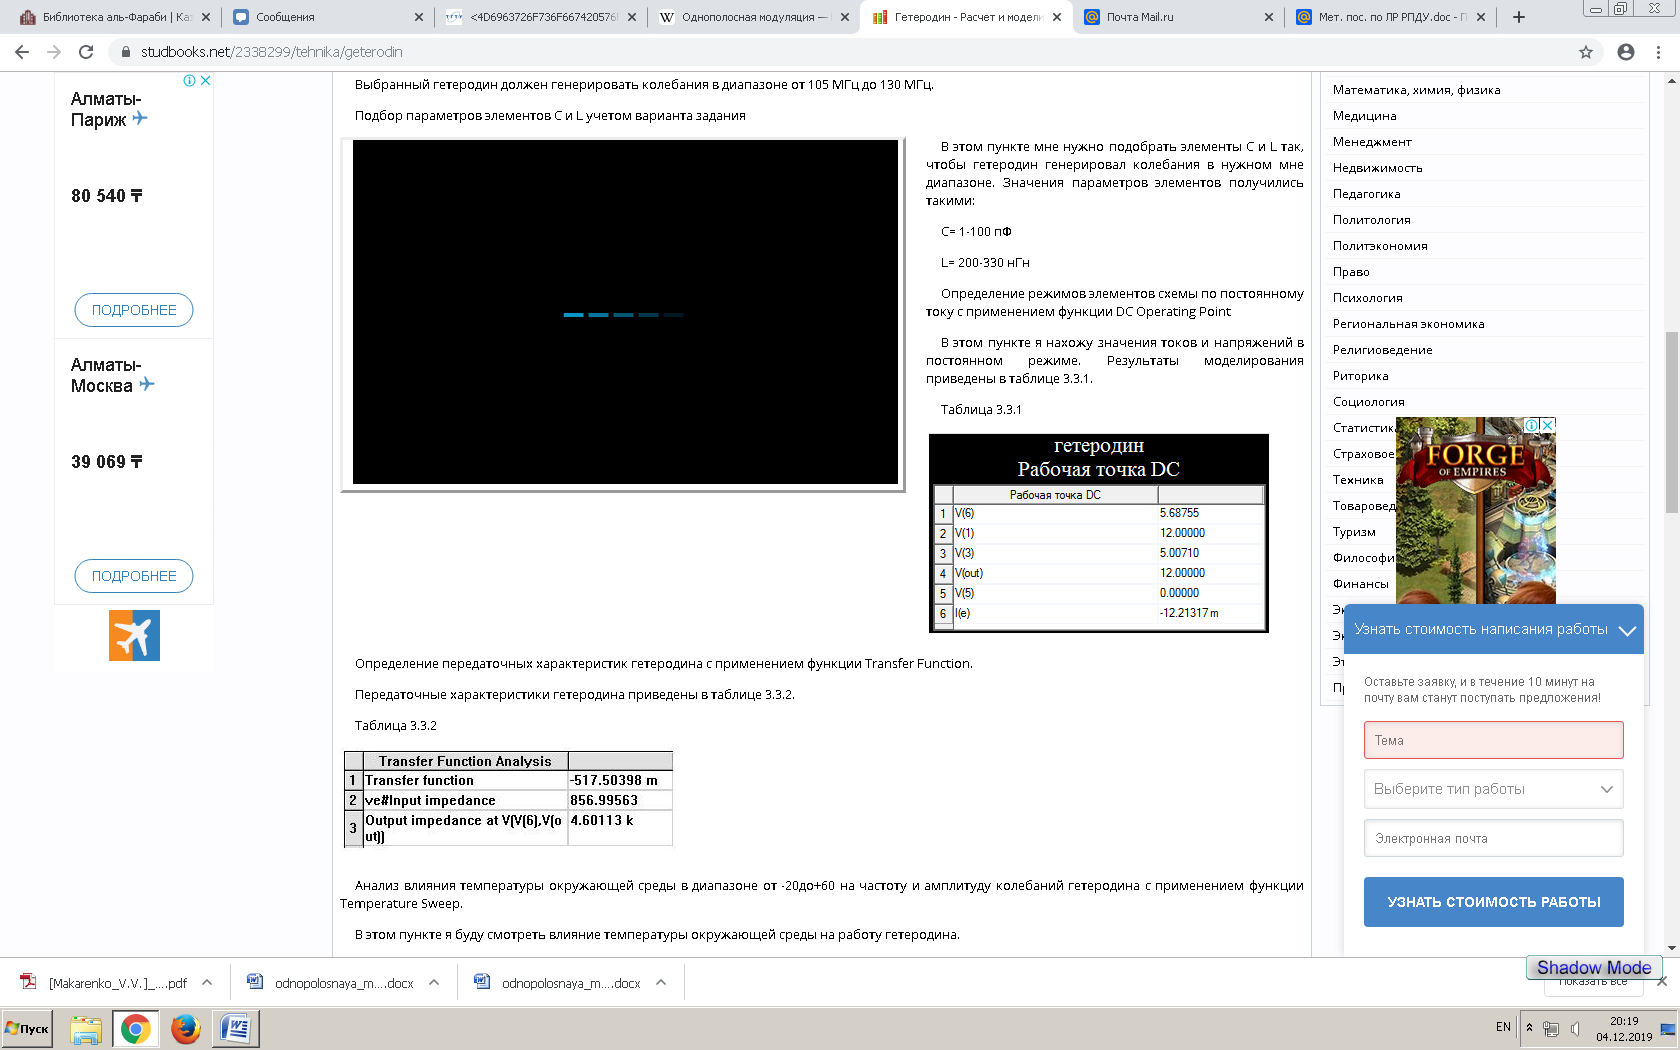 Библиотека аль-Фараби | Ка
Сообщения
<4D6963726F736F667420576F
Однополосная модуляция —
Гетеродин - Расчет и модели
Почта Mail.ru
Мет. пос. по ЛР РПДУ.doc - П
studbooks.net/2338299/tehnika/geterodin
Алматы-
Париж
80 540 ₸
ПОДРОБНЕЕ
Алматы-
Москва
39 069 ₸
ПОДРОБНЕЕ
Выбранный гетеродин должен генерировать колебания в диапазоне от 105 МГц до 130 МГц.
Подбор параметров элементов C и L учетом варианта задания
В этом пункте мне нужно подобрать элементы C и L так,
чтобы гетеродин генерировал колебания в нужном мне
диапазоне. Значения параметров элементов получились
такими:
C= 1-100 пФ
L= 200-330 нГн
Определение режимов элементов схемы по постоянному
току с применением функции DC Operating Point
В этом пункте я нахожу значения токов и напряжений в
постоянном режиме. Результаты моделирования
приведены в таблице 3.3.1.
Таблица 3.3.1
гетеродин
Рабочая точка DC
Рабочая точка DC
1 V(6) 5.68755
2 V(1) 12.00000
3 V(3) 5.00710
4 V(out) 12.00000
5 V(5) 0.00000
6 I(e) -12.21317 m
Определение передаточных характеристик гетеродина с применением функции Transfer Function.
Передаточные характеристики гетеродина приведены в таблице 3.3.2.
Таблица 3.3.2
Transfer Function Analysis
1 Transfer function -517.50398 m
2 ve#Input impedance 856.99563
3 Output impedance at V(V(6),V(o 4.60113 k
ut))
Анализ влияния температуры окружающей среды в диапазоне от -20до+60 на частоту и амплитуду колебаний гетеродина с применением функции
Temperature Sweep.
В этом пункте я буду смотреть влияние температуры окружающей среды на работу гетеродина.
Математика, химия, физика
Медицина
Менеджмент
Недвижимость
Педагогика
Политология
Политэкономия
Право
Психология
Региональная экономика
Религиоведение
Риторика
Социология
Статистика
Страховое
Техника
Товаровед
Туризм
Философи
Финансы
Эк
Эк
Эт
Пр
FORGE
OF EMPIRES
Узнать стоимость написания работы
Оставьте заявку, и в течение 10 минут на
почту вам станут поступать предложения!
Тема
Выберите тип работы
Электронная почта
УЗНАТЬ СТОИМОСТЬ РАБОТЫ
Shadow Mode
Показать все
[Makarenko_V.V.]_....pdf
odnopolosnaya_m....docx
odnopolosnaya_m....docx
Пуск
EN
20:19
04.12.2019